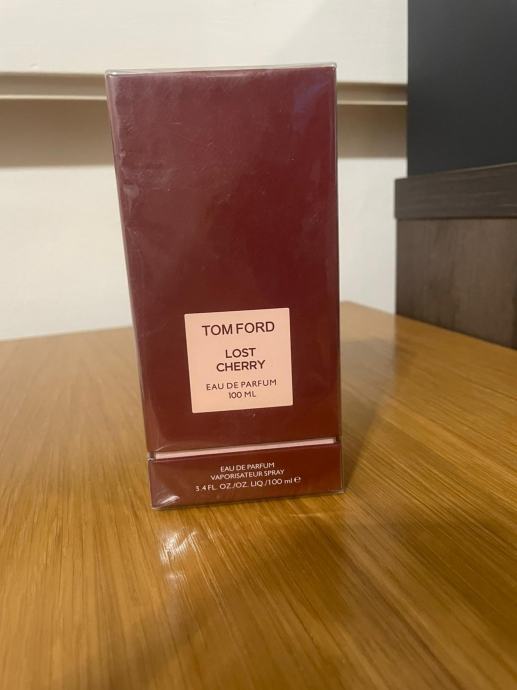 TOM FORD
LOST
CHERRY
EAU DE PARFUM
100 ML
EAU DE PARFUM
VAPORISATEUR SPRAY
3.4 FL. OZ./OZ. LIQ /100 ml ℮